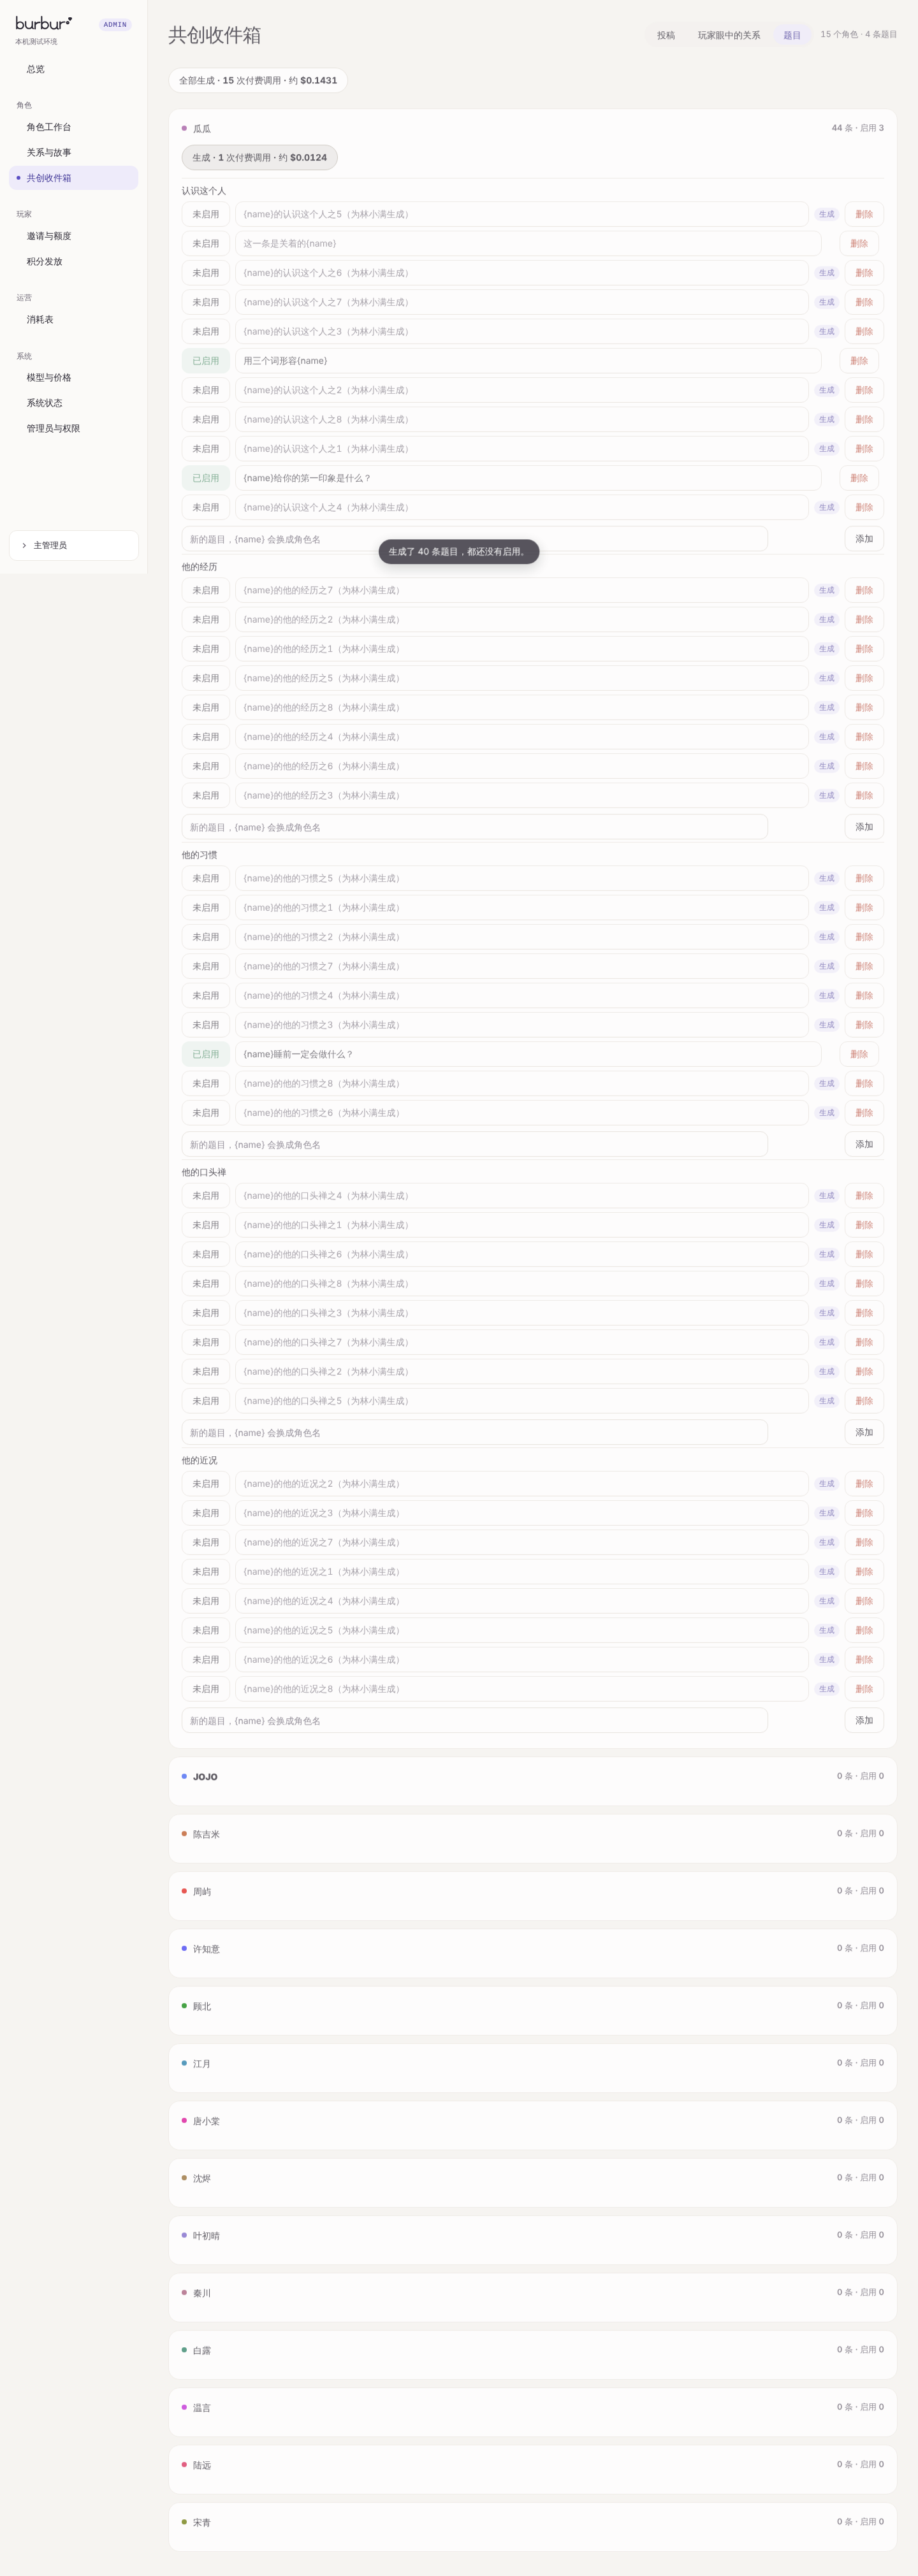 burbur
ADMIN
本机测试环境
总览
角色
角色工作台
关系与故事
共创收件箱
玩家
邀请与额度
积分发放
运营
消耗表
系统
模型与价格
系统状态
管理员与权限
主管理员
共创收件箱
投稿 玩家眼中的关系 题目 15 个角色 · 4 条题目
全部生成 · 15 次付费调用 · 约 $0.1431
瓜瓜 44 条 · 启用 3
生成 · 1 次付费调用 · 约 $0.0124
认识这个人
未启用 {name}的认识这个人之5（为林小满生成） 生成 删除
未启用 这一条是关着的{name} 删除
未启用 {name}的认识这个人之6（为林小满生成） 生成 删除
未启用 {name}的认识这个人之7（为林小满生成） 生成 删除
未启用 {name}的认识这个人之3（为林小满生成） 生成 删除
已启用 用三个词形容{name} 删除
未启用 {name}的认识这个人之2（为林小满生成） 生成 删除
未启用 {name}的认识这个人之8（为林小满生成） 生成 删除
未启用 {name}的认识这个人之1（为林小满生成） 生成 删除
已启用 {name}给你的第一印象是什么？ 删除
未启用 {name}的认识这个人之4（为林小满生成） 生成 删除
新的题目，{name} 会换成角色名 添加
生成了 40 条题目，都还没有启用。
他的经历
未启用 {name}的他的经历之7（为林小满生成） 生成 删除
未启用 {name}的他的经历之2（为林小满生成） 生成 删除
未启用 {name}的他的经历之1（为林小满生成） 生成 删除
未启用 {name}的他的经历之5（为林小满生成） 生成 删除
未启用 {name}的他的经历之8（为林小满生成） 生成 删除
未启用 {name}的他的经历之4（为林小满生成） 生成 删除
未启用 {name}的他的经历之6（为林小满生成） 生成 删除
未启用 {name}的他的经历之3（为林小满生成） 生成 删除
新的题目，{name} 会换成角色名 添加
他的习惯
未启用 {name}的他的习惯之5（为林小满生成） 生成 删除
未启用 {name}的他的习惯之1（为林小满生成） 生成 删除
未启用 {name}的他的习惯之2（为林小满生成） 生成 删除
未启用 {name}的他的习惯之7（为林小满生成） 生成 删除
未启用 {name}的他的习惯之4（为林小满生成） 生成 删除
未启用 {name}的他的习惯之3（为林小满生成） 生成 删除
已启用 {name}睡前一定会做什么？ 删除
未启用 {name}的他的习惯之8（为林小满生成） 生成 删除
未启用 {name}的他的习惯之6（为林小满生成） 生成 删除
新的题目，{name} 会换成角色名 添加
他的口头禅
未启用 {name}的他的口头禅之4（为林小满生成） 生成 删除
未启用 {name}的他的口头禅之1（为林小满生成） 生成 删除
未启用 {name}的他的口头禅之6（为林小满生成） 生成 删除
未启用 {name}的他的口头禅之8（为林小满生成） 生成 删除
未启用 {name}的他的口头禅之3（为林小满生成） 生成 删除
未启用 {name}的他的口头禅之7（为林小满生成） 生成 删除
未启用 {name}的他的口头禅之2（为林小满生成） 生成 删除
未启用 {name}的他的口头禅之5（为林小满生成） 生成 删除
新的题目，{name} 会换成角色名 添加
他的近况
未启用 {name}的他的近况之2（为林小满生成） 生成 删除
未启用 {name}的他的近况之3（为林小满生成） 生成 删除
未启用 {name}的他的近况之7（为林小满生成） 生成 删除
未启用 {name}的他的近况之1（为林小满生成） 生成 删除
未启用 {name}的他的近况之4（为林小满生成） 生成 删除
未启用 {name}的他的近况之5（为林小满生成） 生成 删除
未启用 {name}的他的近况之6（为林小满生成） 生成 删除
未启用 {name}的他的近况之8（为林小满生成） 生成 删除
新的题目，{name} 会换成角色名 添加
JOJO 0 条 · 启用 0
陈吉米 0 条 · 启用 0
周屿 0 条 · 启用 0
许知意 0 条 · 启用 0
顾北 0 条 · 启用 0
江月 0 条 · 启用 0
唐小棠 0 条 · 启用 0
沈烬 0 条 · 启用 0
叶初晴 0 条 · 启用 0
秦川 0 条 · 启用 0
白露 0 条 · 启用 0
温言 0 条 · 启用 0
陆远 0 条 · 启用 0
宋青 0 条 · 启用 0